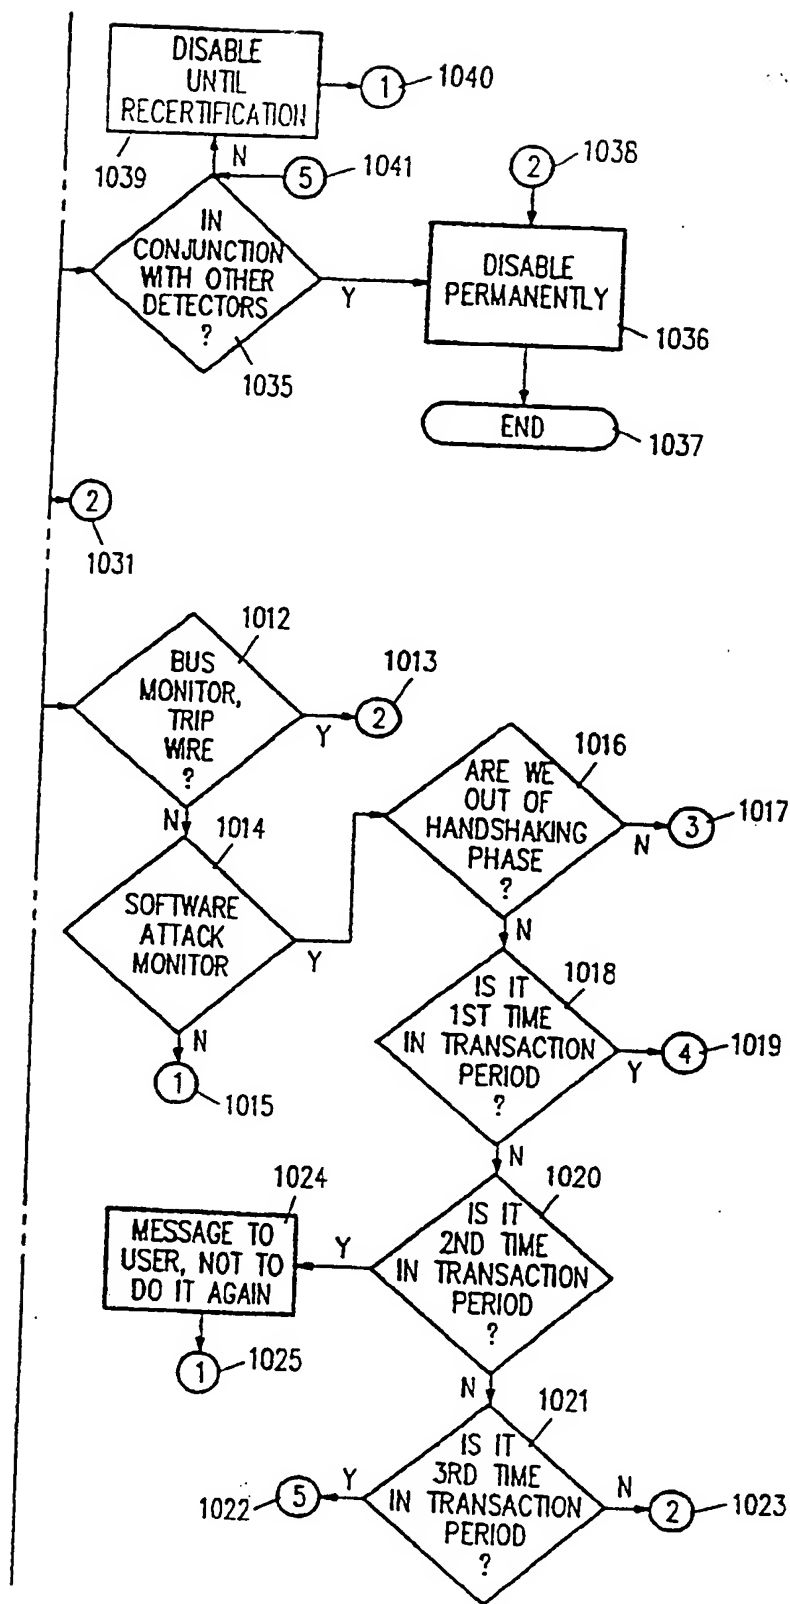 DISABLE
UNTIL
RECERTIFICATION
1039
1
1040
N
5
1041
2
1038
IN
CONJUNCTION
WITH OTHER
DETECTORS
?
1035
Y
DISABLE
PERMANENTLY
1036
END
1037
2
1031
1012
BUS
MONITOR,
TRIP
WIRE
?
Y
2
1013
N
1014
SOFTWARE
ATTACK
MONITOR
Y
N
1
1015
1016
ARE WE
OUT OF
HANDSHAKING
PHASE
?
N
3
1017
N
1018
IS IT
1ST TIME
IN TRANSACTION
PERIOD
?
Y
4
1019
N
1020
IS IT
2ND TIME
IN TRANSACTION
PERIOD
?
Y
1024
MESSAGE TO
USER, NOT TO
DO IT AGAIN
1
1025
N
1021
IS IT
3RD TIME
IN TRANSACTION
PERIOD
?
Y
5
1022
N
2
1023